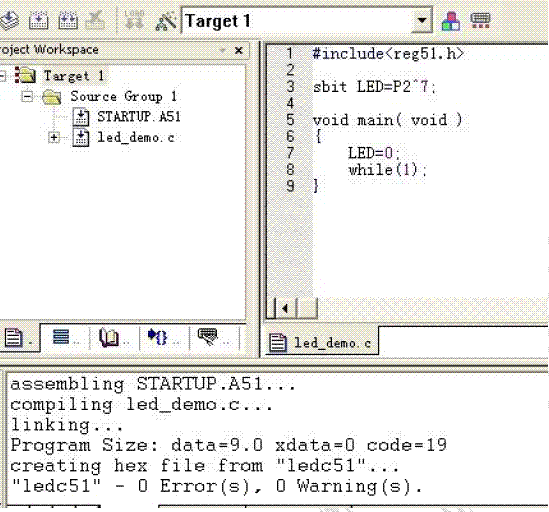 Target 1
roject Workspace
Target 1
Source Group 1
STARTUP.A51
led_demo.c
1 #include<reg51.h>
2
3 sbit LED=P2^7;
4
5 void main( void )
6 {
7 LED=0;
8 while(1);
9 }
led_demo.c
assembling STARTUP.A51...
compiling led_demo.c...
linking...
Program Size: data=9.0 xdata=0 code=19
creating hex file from "ledc51"...
"ledc51" - 0 Error(s), 0 Warning(s).